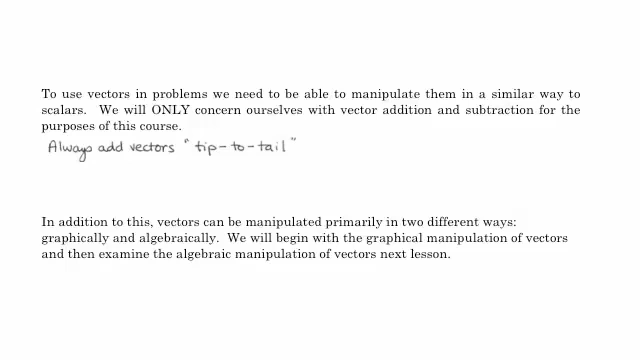 To use vectors in problems we need to be able to manipulate them in a similar way to
scalars. We will ONLY concern ourselves with vector addition and subtraction for the
purposes of this course.
Always add vectors "tip-to-tail"
In addition to this, vectors can be manipulated primarily in two different ways:
graphically and algebraically. We will begin with the graphical manipulation of vectors
and then examine the algebraic manipulation of vectors next lesson.